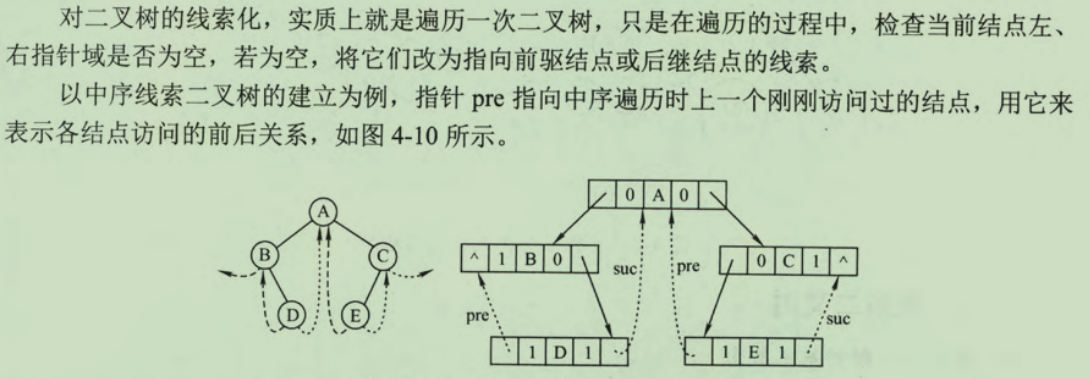 对二叉树的线索化，实质上就是遍历一次二叉树，只是在遍历的过程中，检查当前结点左、
右指针域是否为空，若为空，将它们改为指向前驱结点或后继结点的线索。
以中序线索二叉树的建立为例，指针 pre 指向中序遍历时上一个刚刚访问过的结点，用它来
表示各结点访问的前后关系，如图 4-10 所示。
A
B
C
D
E
0 A 0
^ 1 B 0
suc
pre
0 C 1 ^
pre
suc
1 D 1
1 E 1